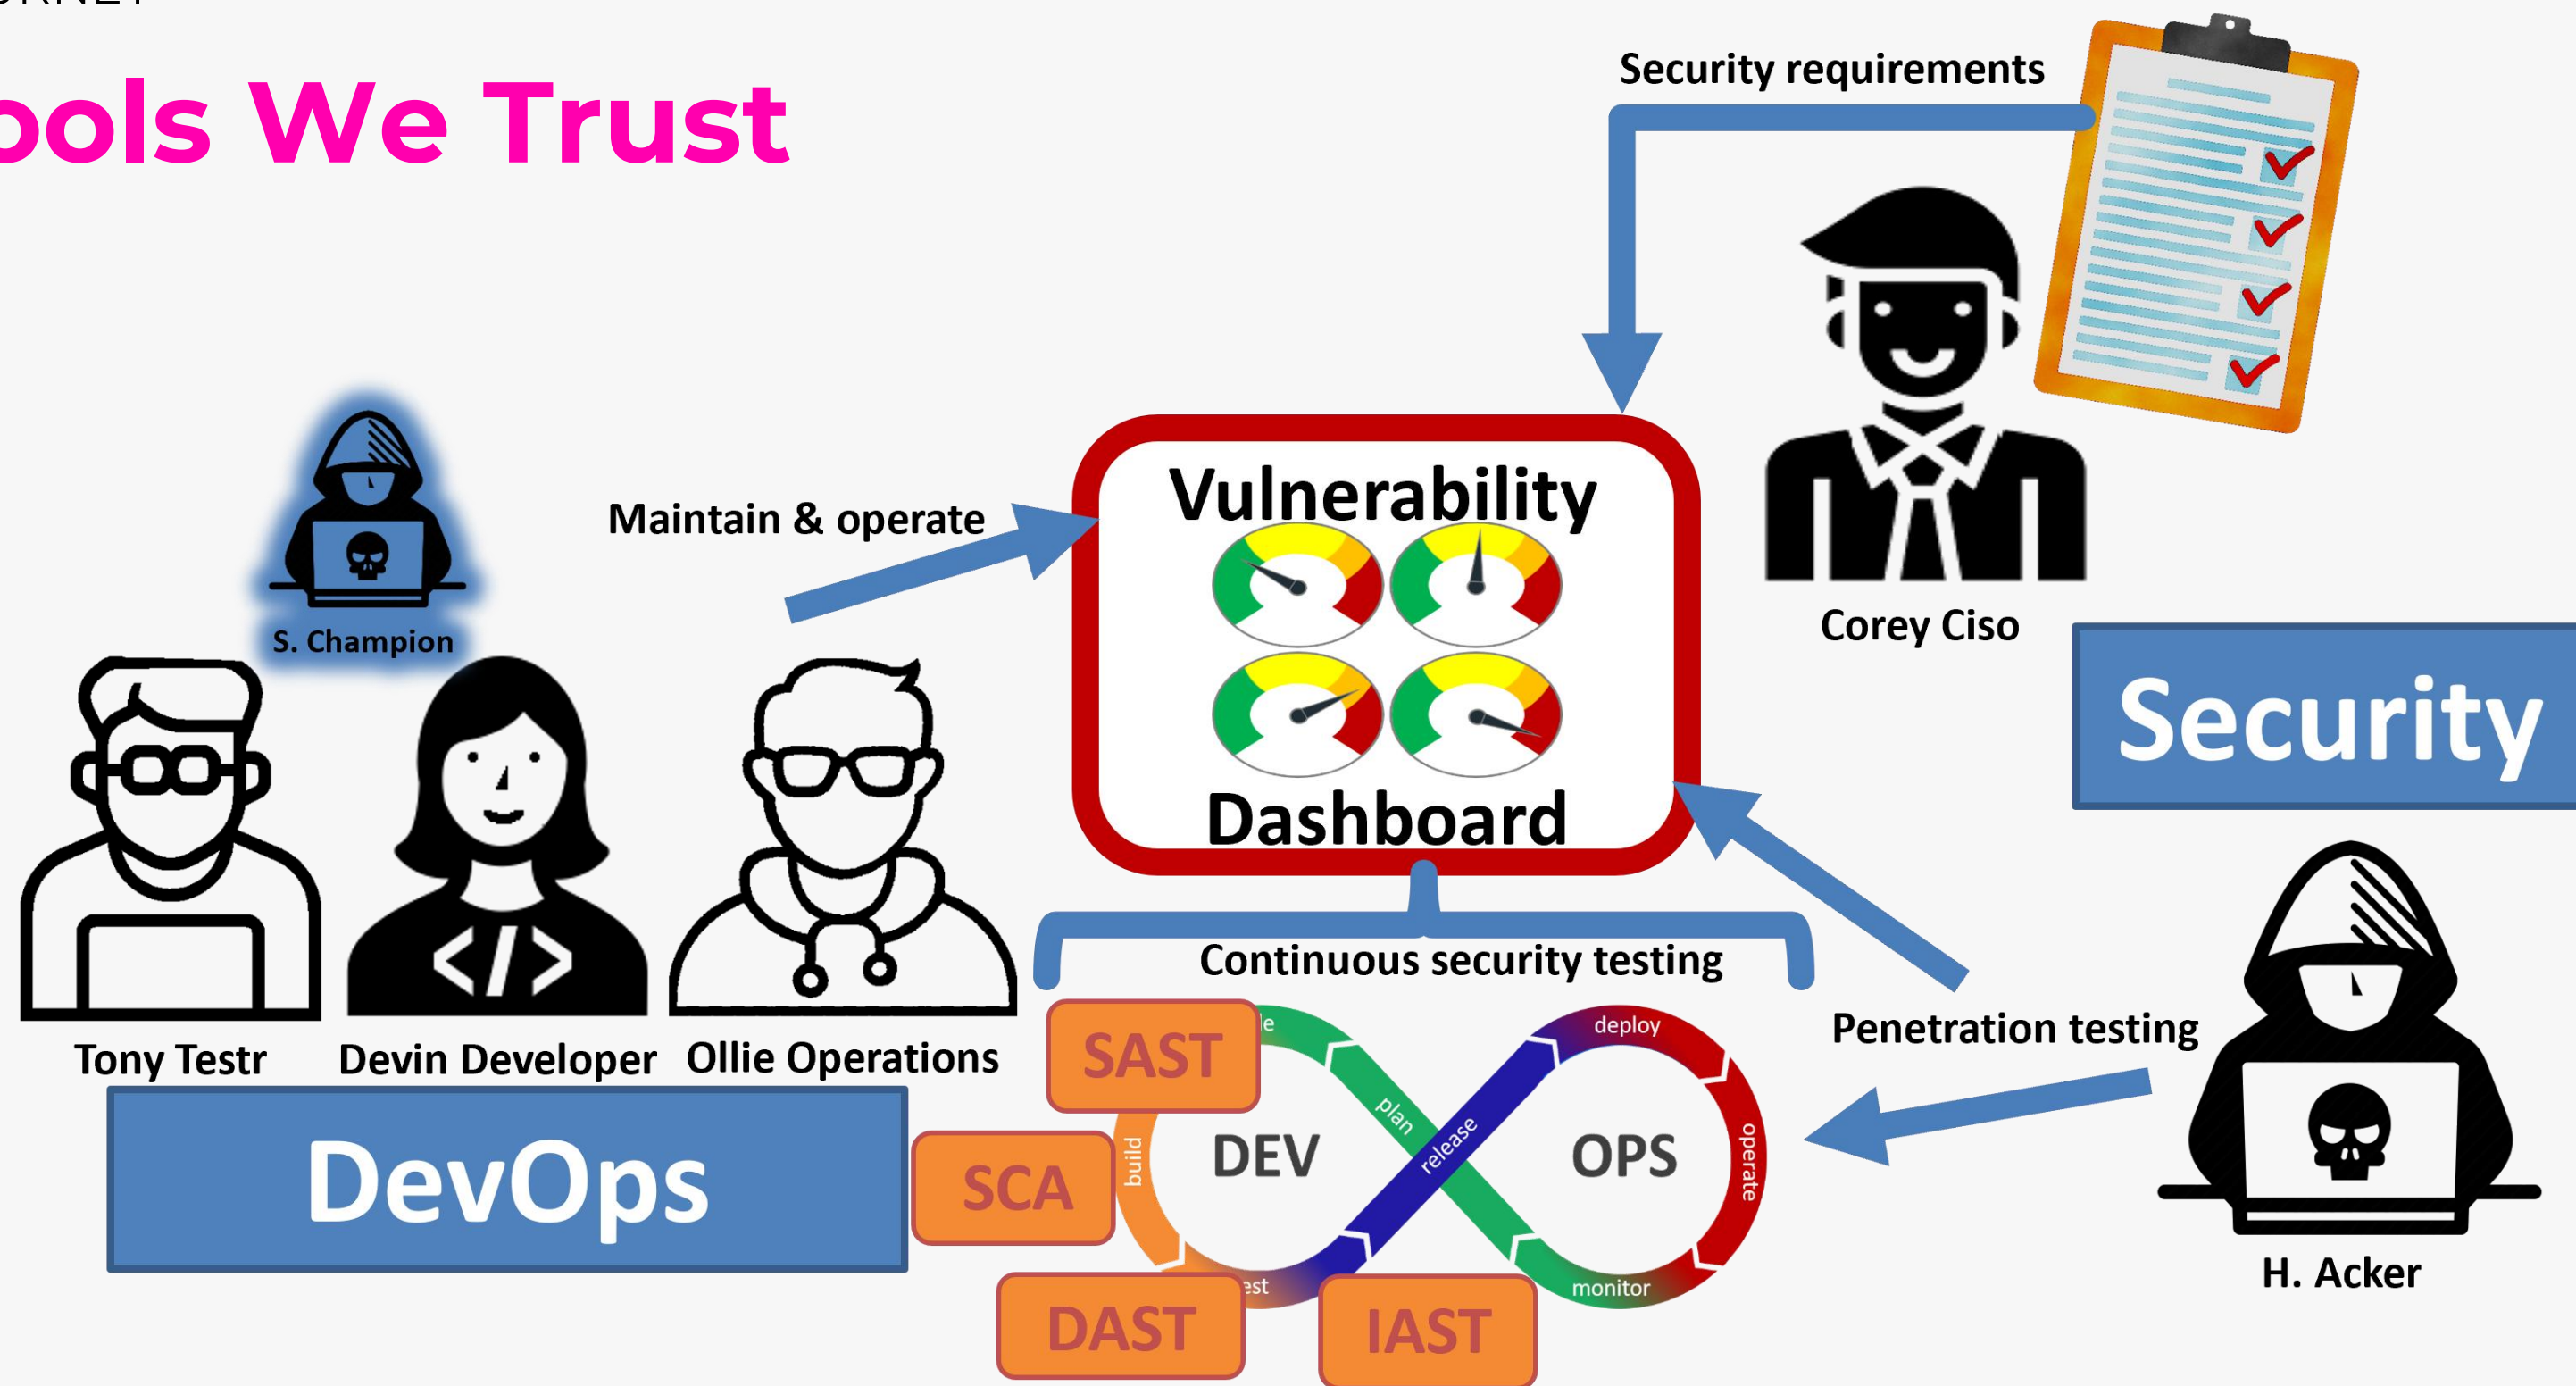 ools We Trust
Security requirements
Maintain & operate
Vulnerability
Dashboard
Corey Ciso
S. Champion
Security
Continuous security testing
Penetration testing
Tony Testr
Devin Developer
Ollie Operations
DevOps
SAST
SCA
DAST
IAST
build
est
DEV
plan
release
OPS
deploy
operate
monitor
H. Acker